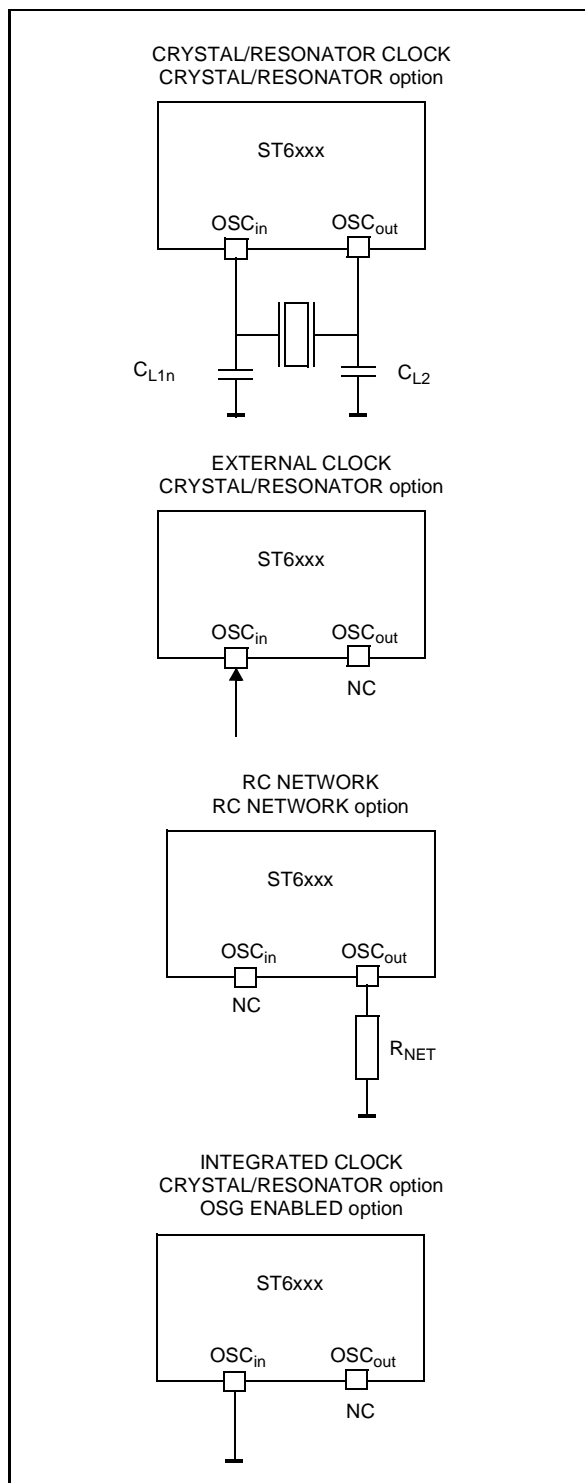 CRYSTAL/RESONATOR CLOCK
CRYSTAL/RESONATOR option
ST6xxx
OSCin OSCout
CL1n CL2
EXTERNAL CLOCK
CRYSTAL/RESONATOR option
ST6xxx
OSCin OSCout
NC
RC NETWORK
RC NETWORK option
ST6xxx
OSCin OSCout
NC
RNET
INTEGRATED CLOCK
CRYSTAL/RESONATOR option
OSG ENABLED option
ST6xxx
OSCin OSCout
NC